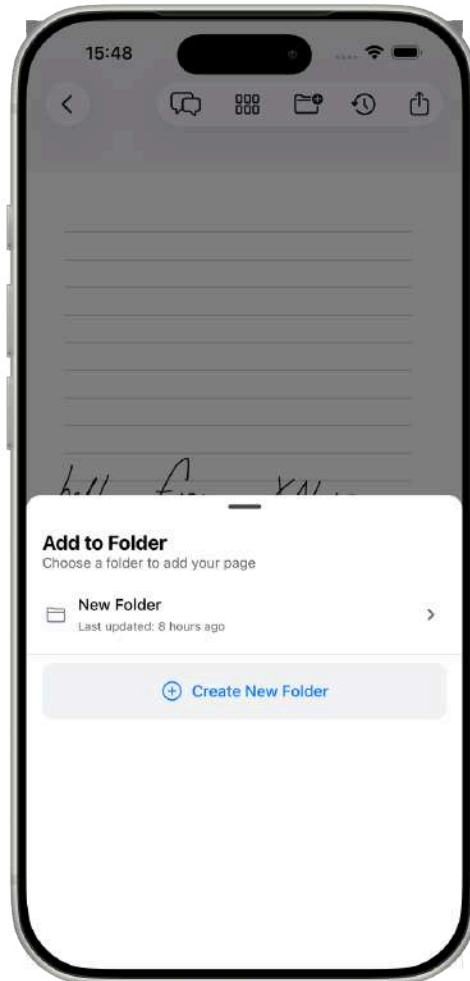 15:48
Add to Folder
Choose a folder to add your page
New Folder
Last updated: 8 hours ago
Create New Folder